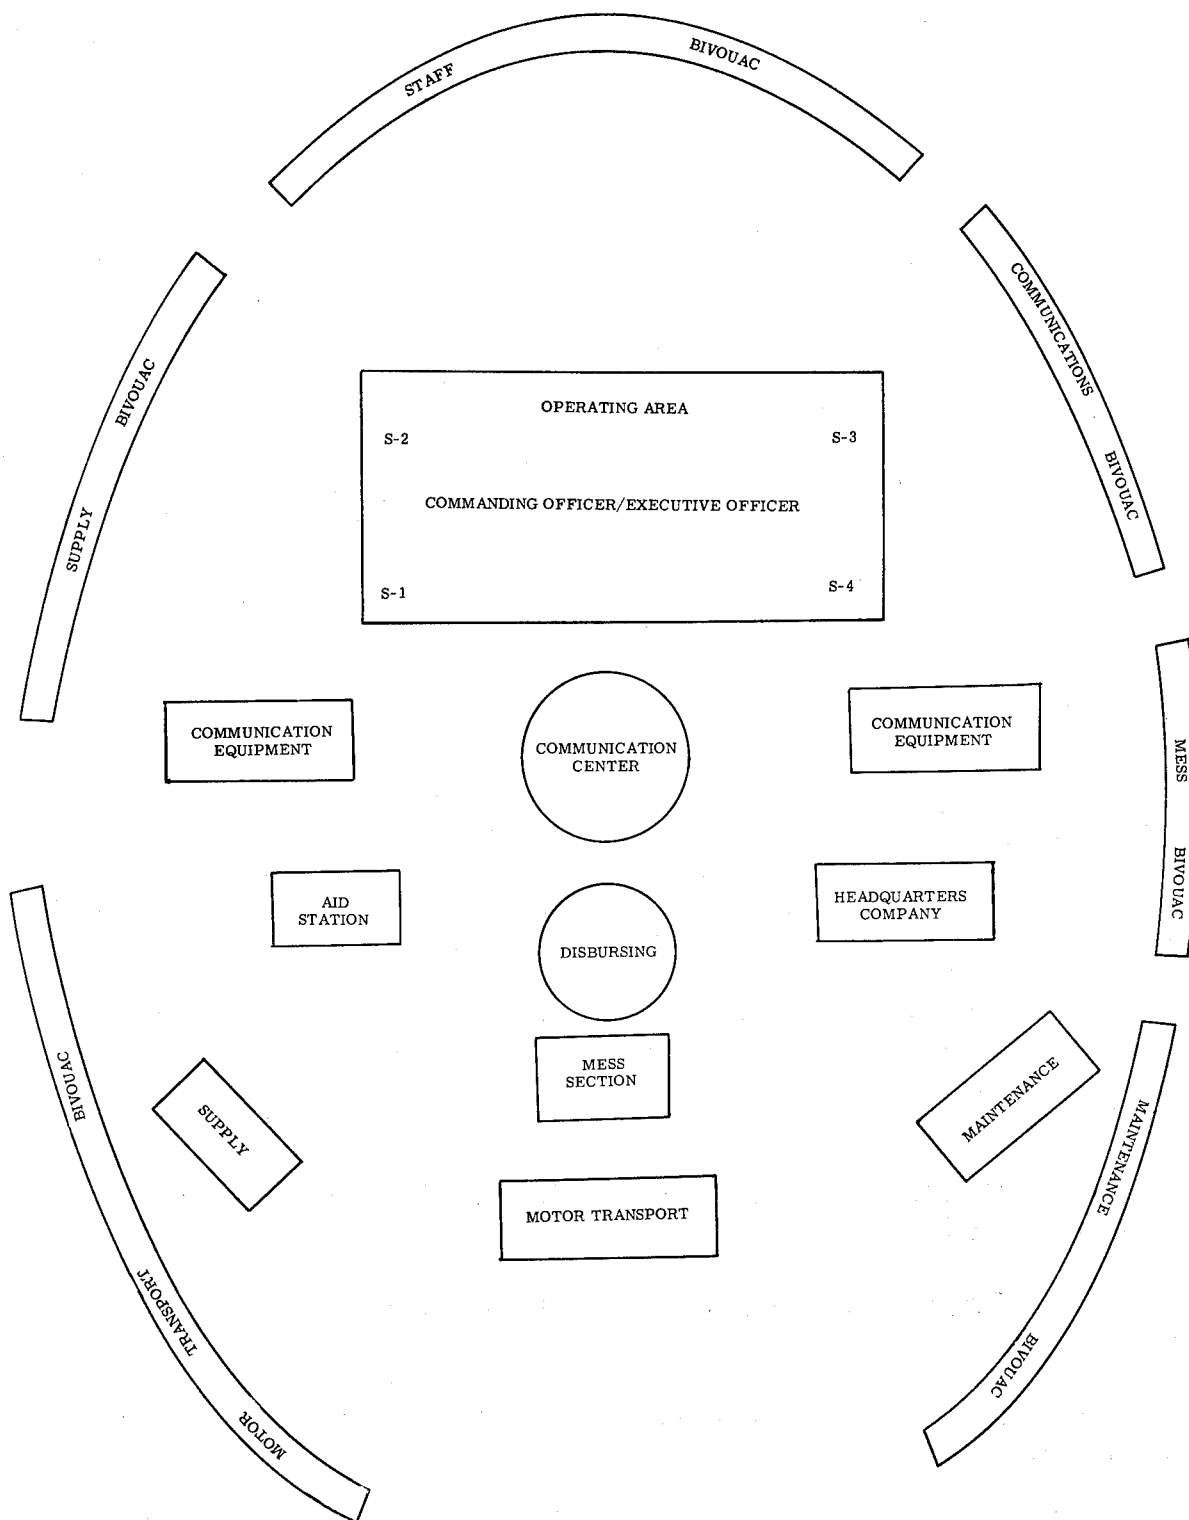 STAFF BIVOUAC
SUPPLY BIVOUAC
COMMUNICATIONS BIVOUAC
OPERATING AREA
S-2 S-3
COMMANDING OFFICER/EXECUTIVE OFFICER
S-1 S-4
COMMUNICATION
EQUIPMENT
COMMUNICATION
CENTER
COMMUNICATION
EQUIPMENT
MESS BIVOUAC
AID
STATION
DISBURSING
HEADQUARTERS
COMPANY
MOTOR TRANSPORT BIVOUAC
SUPPLY
MESS
SECTION
MAINTENANCE
MAINTENANCE BIVOUAC
MOTOR TRANSPORT